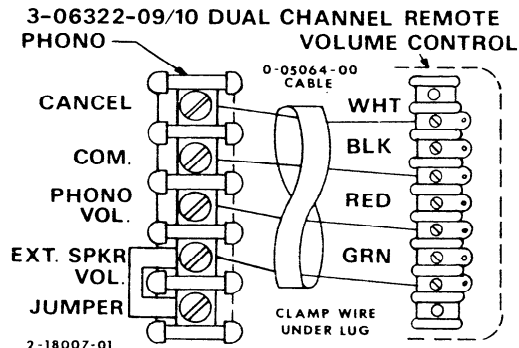 3-06322-09/10 DUAL CHANNEL REMOTE
PHONO
VOLUME CONTROL
0-05064-00
CABLE
CANCEL
WHT
COM.
BLK
PHONO
VOL.
RED
EXT. SPKR
VOL.
GRN
JUMPER
CLAMP WIRE
UNDER LUG
2-18007-01